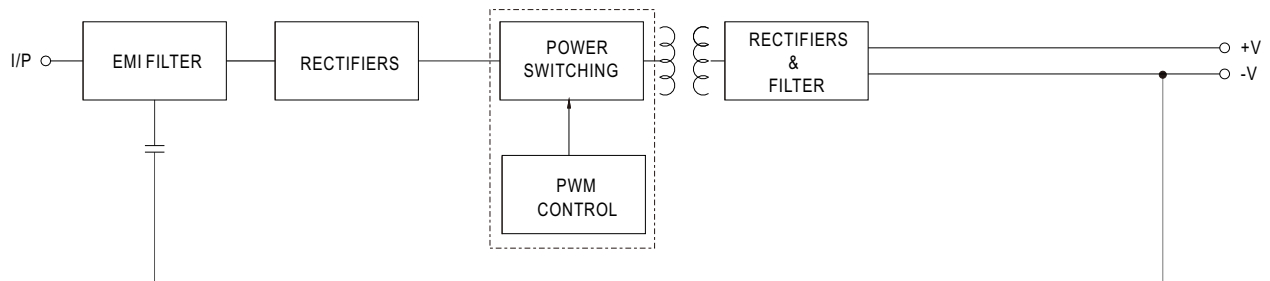 I/P
EMI FILTER
RECTIFIERS
POWER
SWITCHING
PWM
CONTROL
RECTIFIERS
&
FILTER
+V
-V